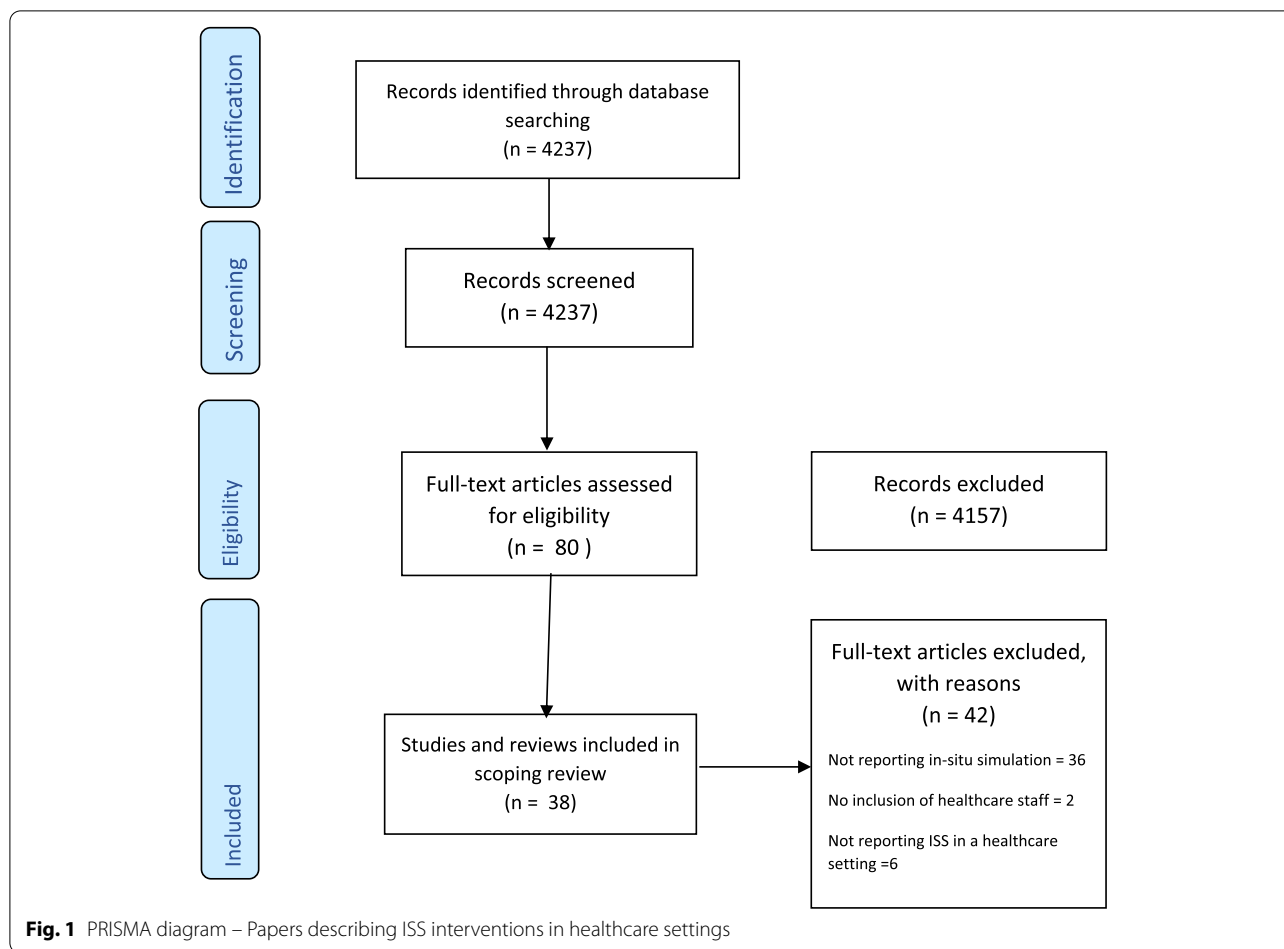 Identification
Records identified through database
searching
(n = 4237)
Screening
Records screened
(n = 4237)
Eligibility
Full-text articles assessed
for eligibility
(n = 80 )
Records excluded
(n = 4157)
Included
Studies and reviews included in
scoping review
(n = 38)
Full-text articles excluded,
with reasons
(n = 42)
Not reporting in-situ simulation = 36
No inclusion of healthcare staff = 2
Not reporting ISS in a healthcare
setting =6
Fig. 1 PRISMA diagram – Papers describing ISS interventions in healthcare settings